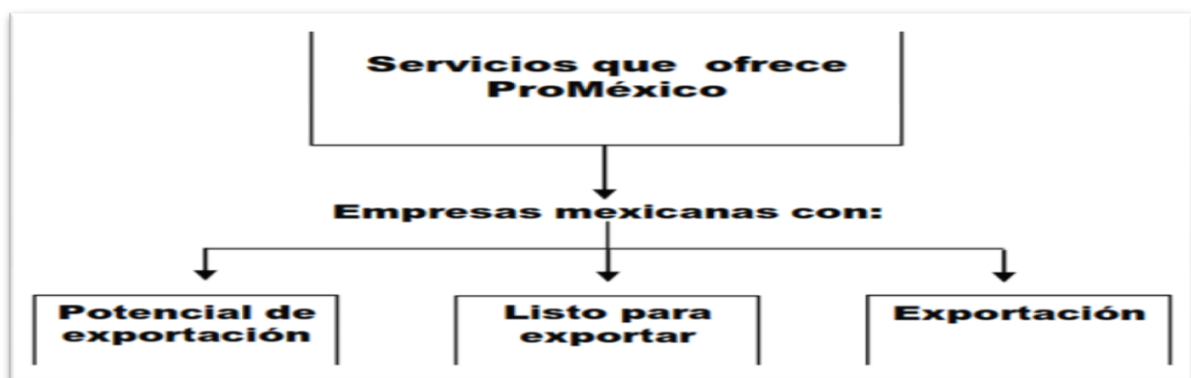 Servicios que ofrece
ProMéxico
Empresas mexicanas con:
Potencial de
exportación
Listo para
exportar
Exportación